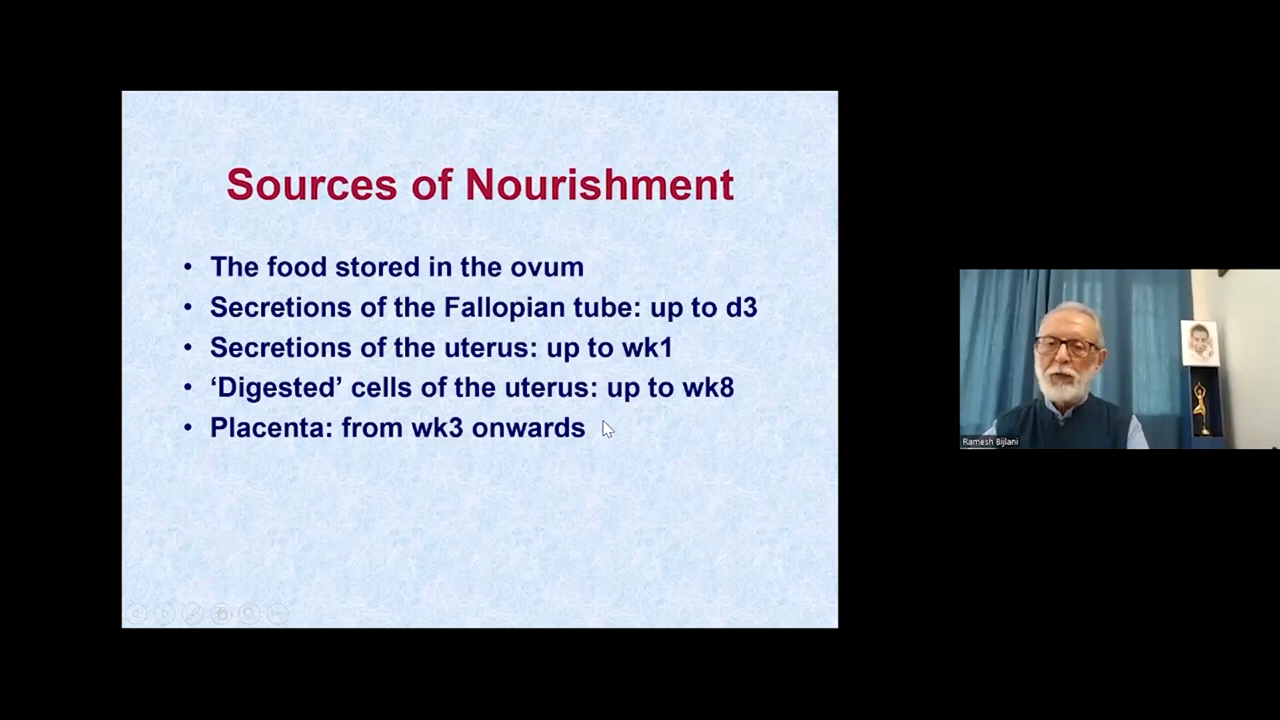 Sources of Nourishment
• The food stored in the ovum
• Secretions of the Fallopian tube: up to d3
• Secretions of the uterus: up to wk1
• ‘Digested’ cells of the uterus: up to wk8
• Placenta: from wk3 onwards
Ramesh Bijlani